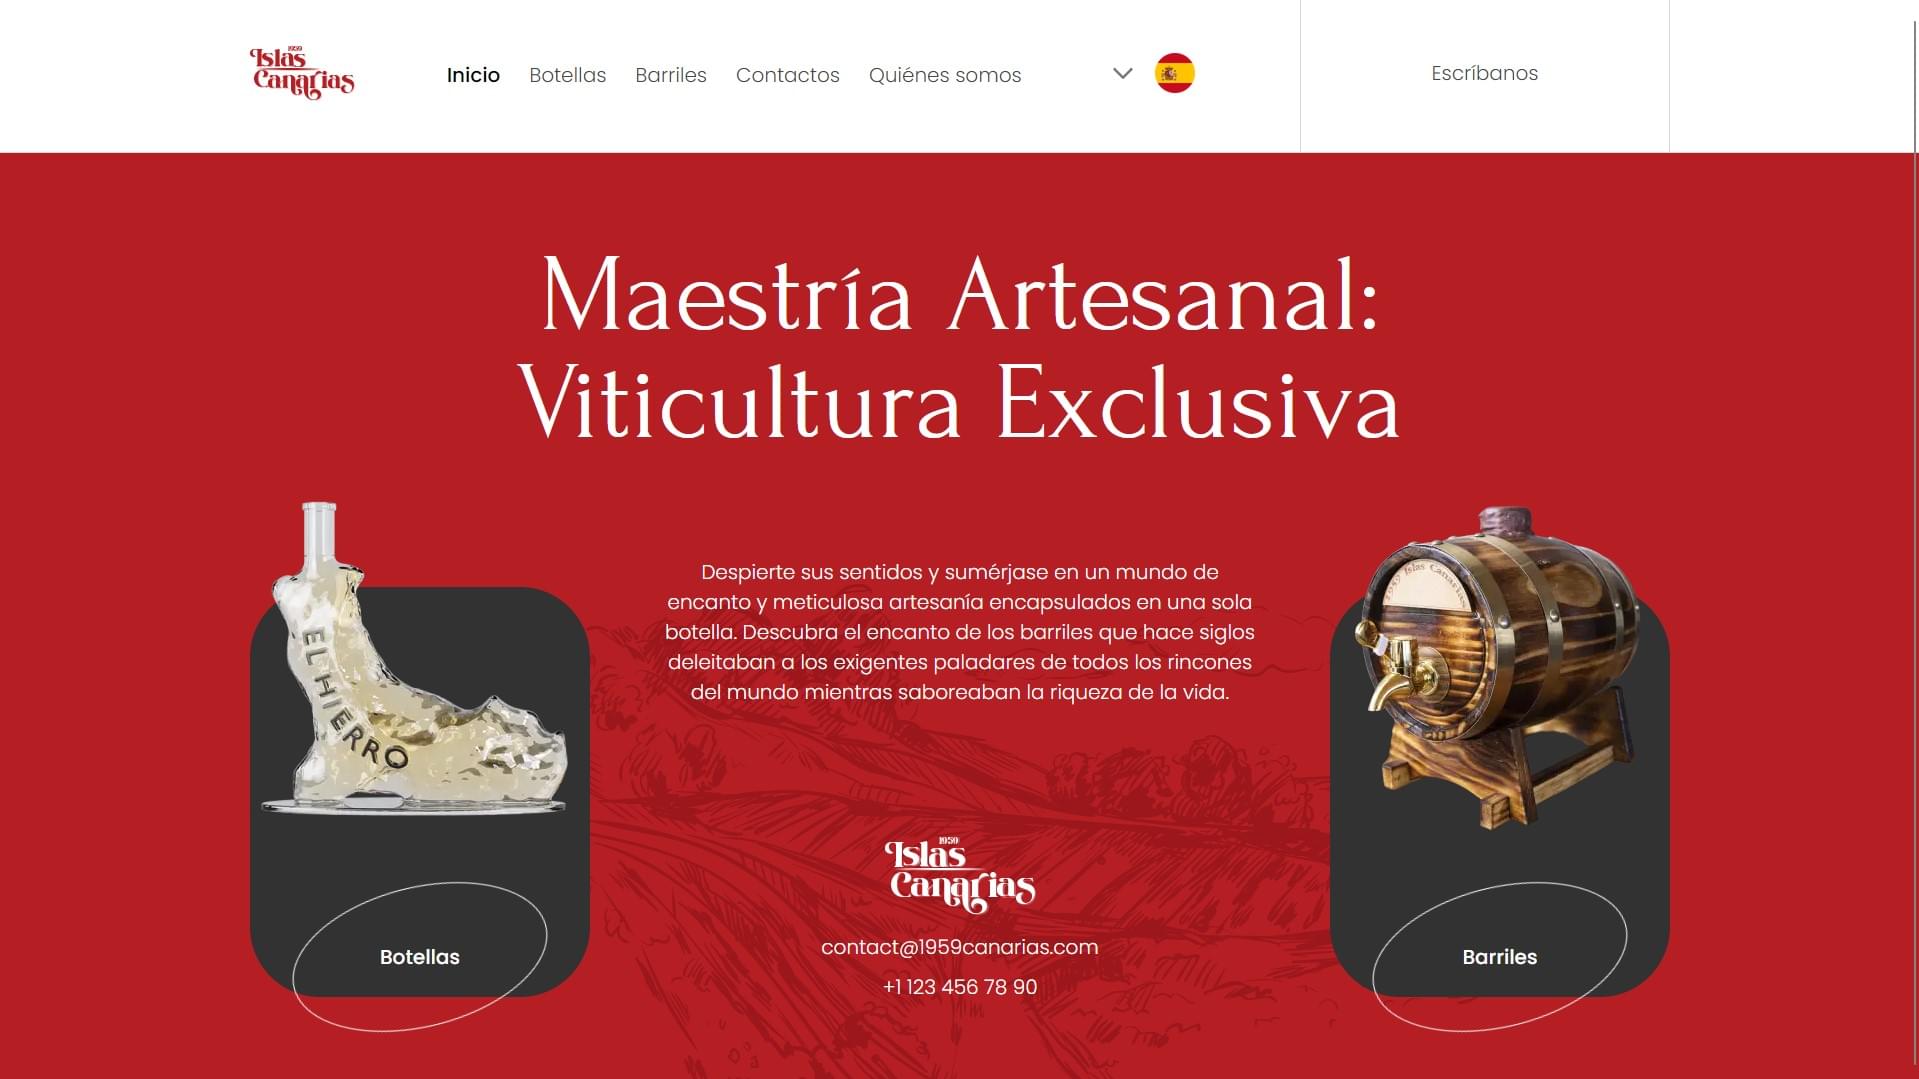 1959
Islas
Canarias
Inicio
Botellas
Barriles
Contactos
Quiénes somos
Escríbanos
Maestría Artesanal:
Viticultura Exclusiva
EL HIERRO
Despierte sus sentidos y sumérjase en un mundo de
encanto y meticulosa artesanía encapsulados en una sola
botella. Descubra el encanto de los barriles que hace siglos
deleitaban a los exigentes paladares de todos los rincones
del mundo mientras saboreaban la riqueza de la vida.
1959 Islas Canarias
1959
Islas
Canarias
contact@1959canarias.com
+1 123 456 78 90
Botellas
Barriles